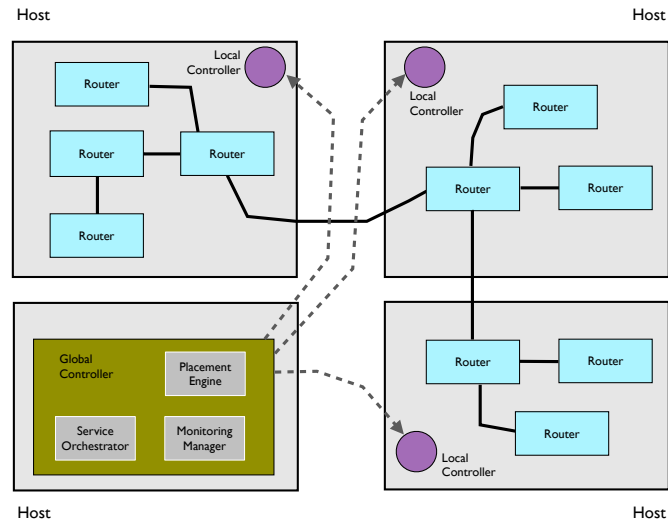 Host
Host
Local
Controller
Router
Router
Router
Router
Local
Controller
Router
Router
Router
Global
Controller
Placement
Engine
Service
Orchestrator
Monitoring
Manager
Router
Router
Router
Local
Controller
Host
Host